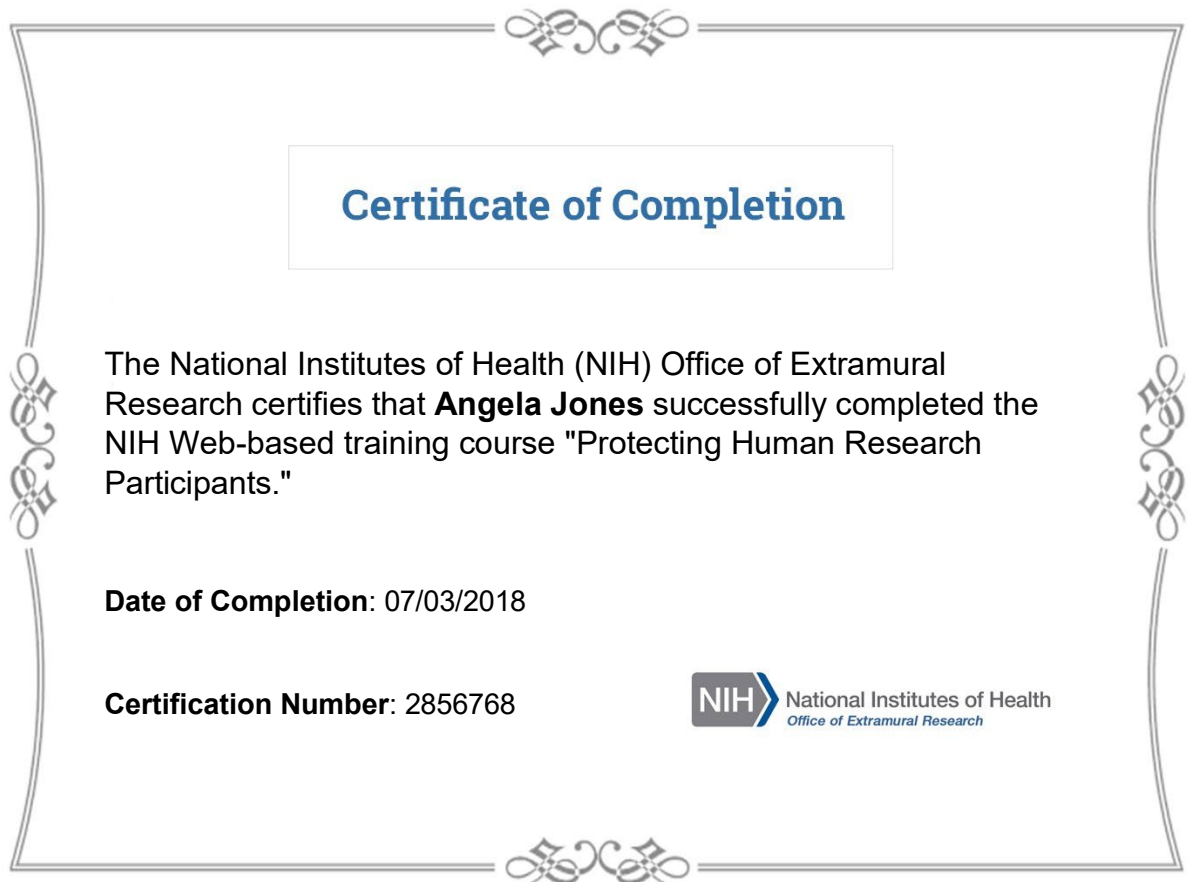 Certificate of Completion
The National Institutes of Health (NIH) Office of Extramural
Research certifies that Angela Jones successfully completed the
NIH Web-based training course "Protecting Human Research
Participants."
Date of Completion: 07/03/2018
Certification Number: 2856768
NIH National Institutes of Health
Office of Extramural Research